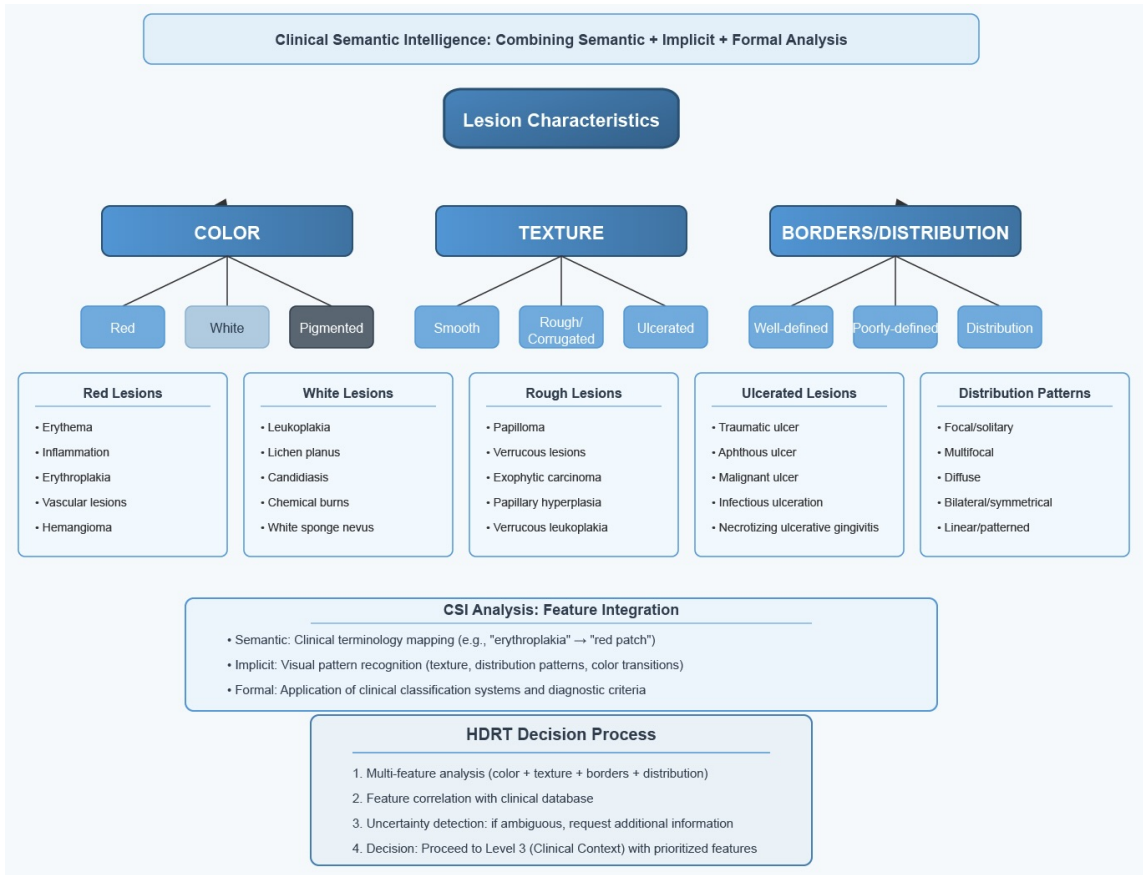 Clinical Semantic Intelligence: Combining Semantic + Implicit + Formal Analysis
Lesion Characteristics
COLOR
TEXTURE
BORDERS/DISTRIBUTION
Red
White
Pigmented
Smooth
Rough/
Corrugated
Ulcerated
Well-defined
Poorly-defined
Distribution
Red Lesions
• Erythema
• Inflammation
• Erythroplakia
• Vascular lesions
• Hemangioma
White Lesions
• Leukoplakia
• Lichen planus
• Candidiasis
• Chemical burns
• White sponge nevus
Rough Lesions
• Papilloma
• Verrucous lesions
• Exophytic carcinoma
• Papillary hyperplasia
• Verrucous leukoplakia
Ulcerated Lesions
• Traumatic ulcer
• Aphthous ulcer
• Malignant ulcer
• Infectious ulceration
• Necrotizing ulcerative gingivitis
Distribution Patterns
• Focal/solitary
• Multifocal
• Diffuse
• Bilateral/symmetrical
• Linear/patterned
CSI Analysis: Feature Integration
• Semantic: Clinical terminology mapping (e.g., "erythroplakia" → "red patch")
• Implicit: Visual pattern recognition (texture, distribution patterns, color transitions)
• Formal: Application of clinical classification systems and diagnostic criteria
HDRT Decision Process
1. Multi-feature analysis (color + texture + borders + distribution)
2. Feature correlation with clinical database
3. Uncertainty detection: if ambiguous, request additional information
4. Decision: Proceed to Level 3 (Clinical Context) with prioritized features